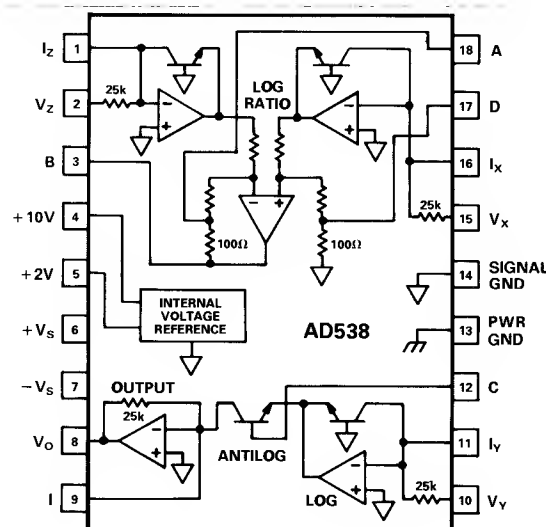 I_Z 1
25k
V_Z 2
B 3
+10V 4
+2V 5
+V_S 6
-V_S 7
V_O 8
I 9
LOG
RATIO
100Ω
100Ω
INTERNAL
VOLTAGE
REFERENCE
AD538
OUTPUT
25k
ANTILOG
LOG
18 A
17 D
16 I_X
25k
15 V_X
14 SIGNAL
GND
13 PWR
GND
12 C
11 I_Y
25k
10 V_Y